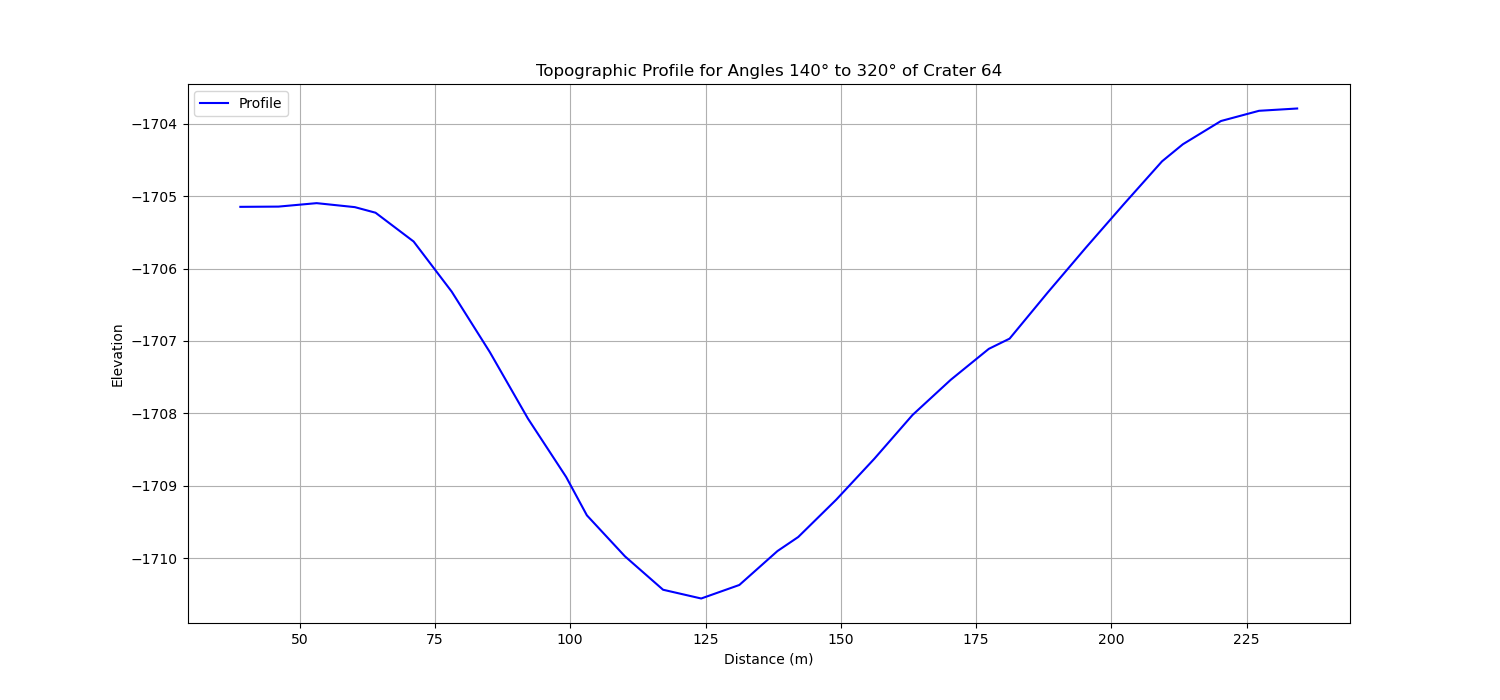 Topographic Profile for Angles 140° to 320° of Crater 64
Profile
−1704
−1705
−1706
−1707
−1708
−1709
−1710
Elevation
50 75 100 125 150 175 200 225
Distance (m)